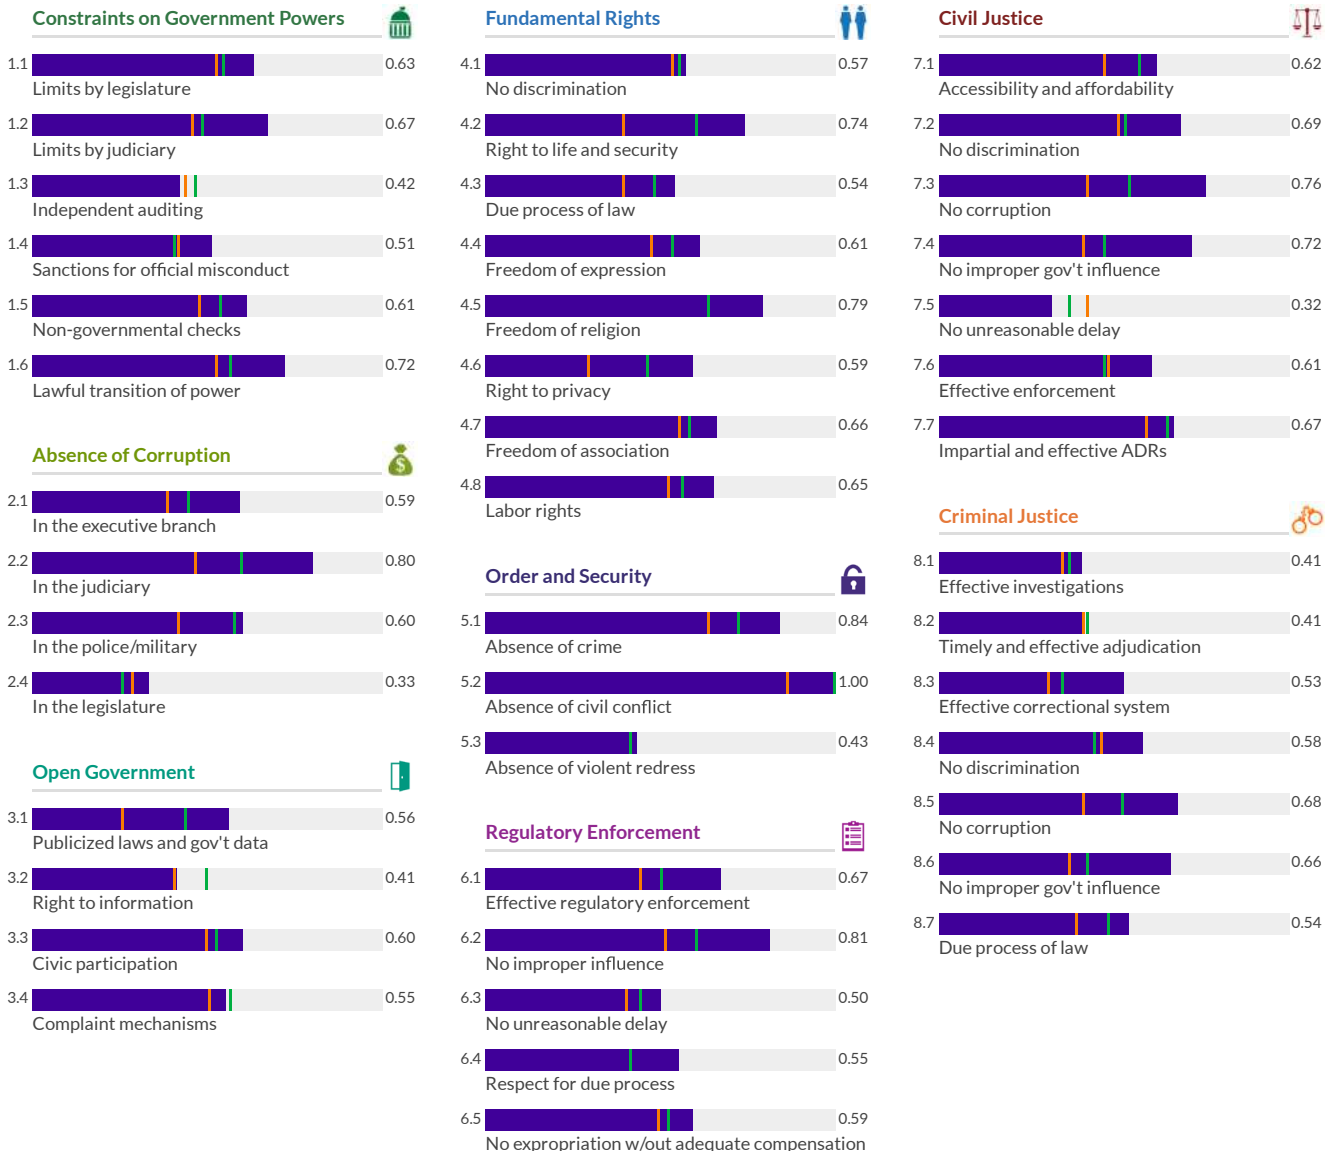 Constraints on Government Powers
1.1 0.63
Limits by legislature
1.2 0.67
Limits by judiciary
1.3 0.42
Independent auditing
1.4 0.51
Sanctions for official misconduct
1.5 0.61
Non-governmental checks
1.6 0.72
Lawful transition of power
Absence of Corruption
$
2.1 0.59
In the executive branch
2.2 0.80
In the judiciary
2.3 0.60
In the police/military
2.4 0.33
In the legislature
Open Government
3.1 0.56
Publicized laws and gov't data
3.2 0.41
Right to information
3.3 0.60
Civic participation
3.4 0.55
Complaint mechanisms
Fundamental Rights
4.1 0.57
No discrimination
4.2 0.74
Right to life and security
4.3 0.54
Due process of law
4.4 0.61
Freedom of expression
4.5 0.79
Freedom of religion
4.6 0.59
Right to privacy
4.7 0.66
Freedom of association
4.8 0.65
Labor rights
Order and Security
5.1 0.84
Absence of crime
5.2 1.00
Absence of civil conflict
5.3 0.43
Absence of violent redress
Regulatory Enforcement
6.1 0.67
Effective regulatory enforcement
6.2 0.81
No improper influence
6.3 0.50
No unreasonable delay
6.4 0.55
Respect for due process
6.5 0.59
No expropriation w/out adequate compensation
Civil Justice
7.1 0.62
Accessibility and affordability
7.2 0.69
No discrimination
7.3 0.76
No corruption
7.4 0.72
No improper gov't influence
7.5 0.32
No unreasonable delay
7.6 0.61
Effective enforcement
7.7 0.67
Impartial and effective ADRs
Criminal Justice
8.1 0.41
Effective investigations
8.2 0.41
Timely and effective adjudication
8.3 0.53
Effective correctional system
8.4 0.58
No discrimination
8.5 0.68
No corruption
8.6 0.66
No improper gov't influence
8.7 0.54
Due process of law